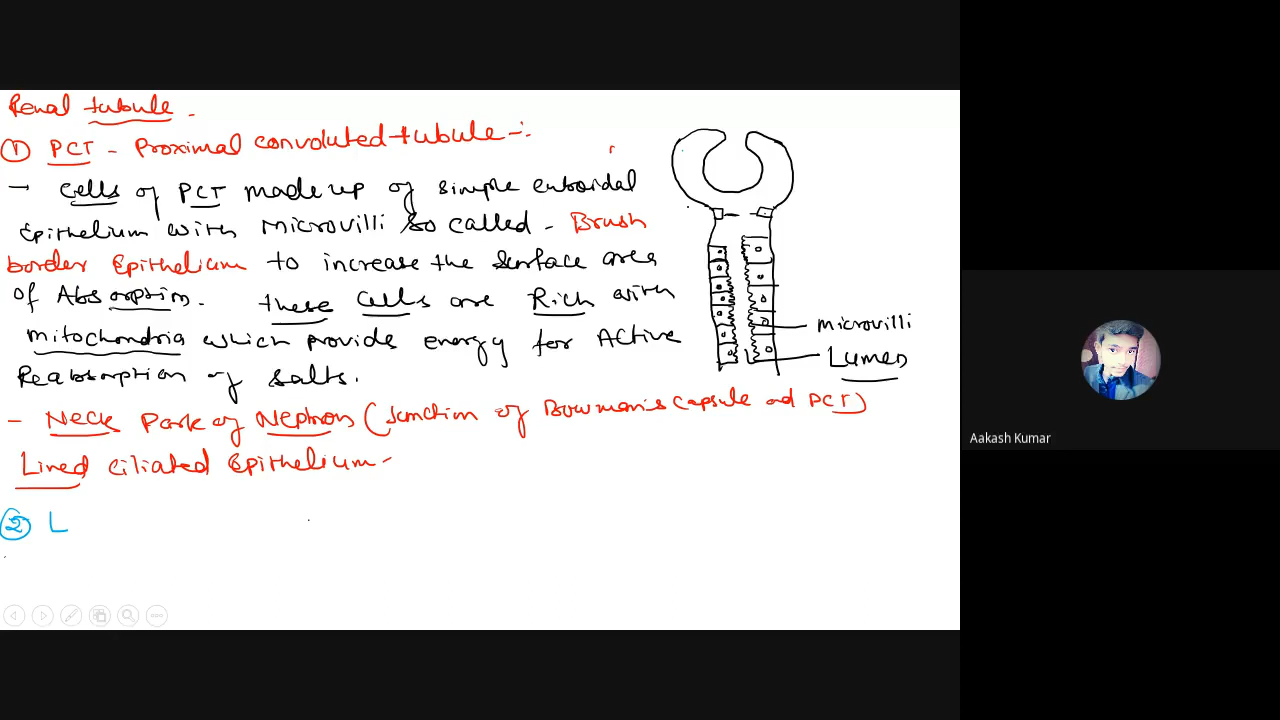 Renal tubule.
① PCT - Proximal convoluted tubule -:
→ Cells of PCT made up of simple cuboidal
Epithelium with Microvilli so called - Brush
border Epithelium to increase the surface area
of Absorption. these Cells are Rich with
mitochondria which provide energy for Active
Reabsorption of salts.
- Neck Part of Nephron (Junction of Bowman's Capsule and PCT)
Lined ciliated Epithelium -
② L
Microvilli
Lumen
Aakash Kumar